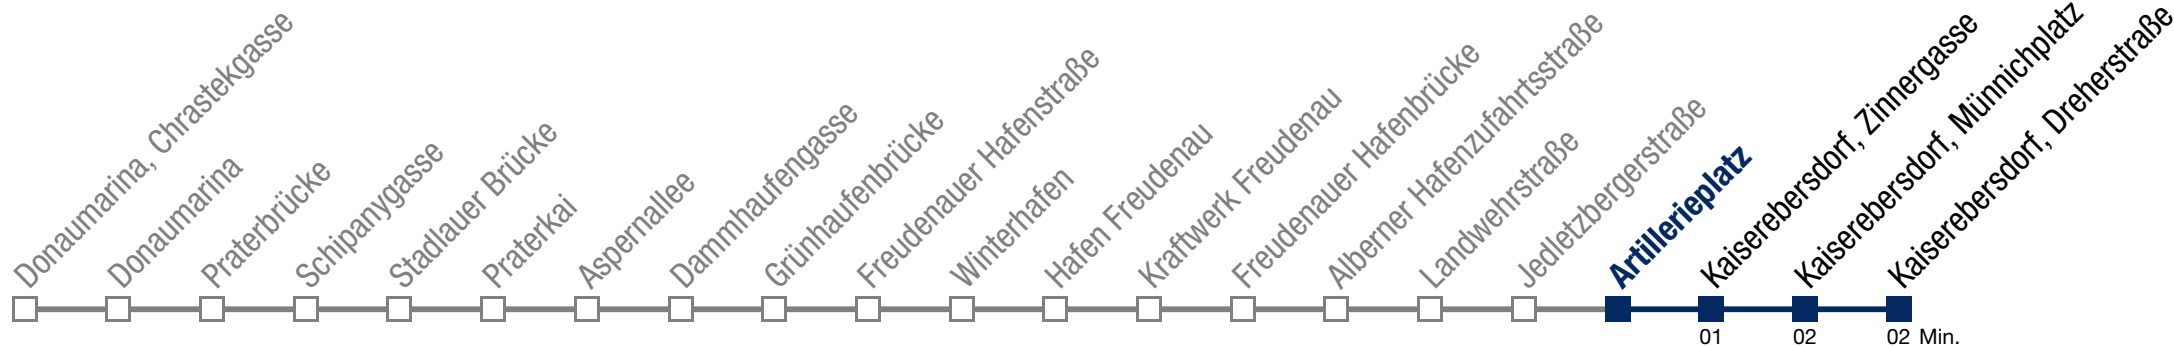 Donaumarina, Chrastekgasse
Donaumarina
Praterbrücke
Schipanygasse
Stadlauer Brücke
Praterkai
Aspernallee
Dammhaufengasse
Grünhaufenbrücke
Freudenauer Hafenstraße
Winterhafen
Hafen Freudenau
Kraftwerk Freudenau
Freudenauer Hafenbrücke
Alberner Hafenzufahrtsstraße
Landwehrstraße
Jedletzbergerstraße
Artillerieplatz
Kaiserebersdorf, Zinnergasse
Kaiserebersdorf, Münnichplatz
Kaiserebersdorf, Dreherstraße
01 02 02 Min.